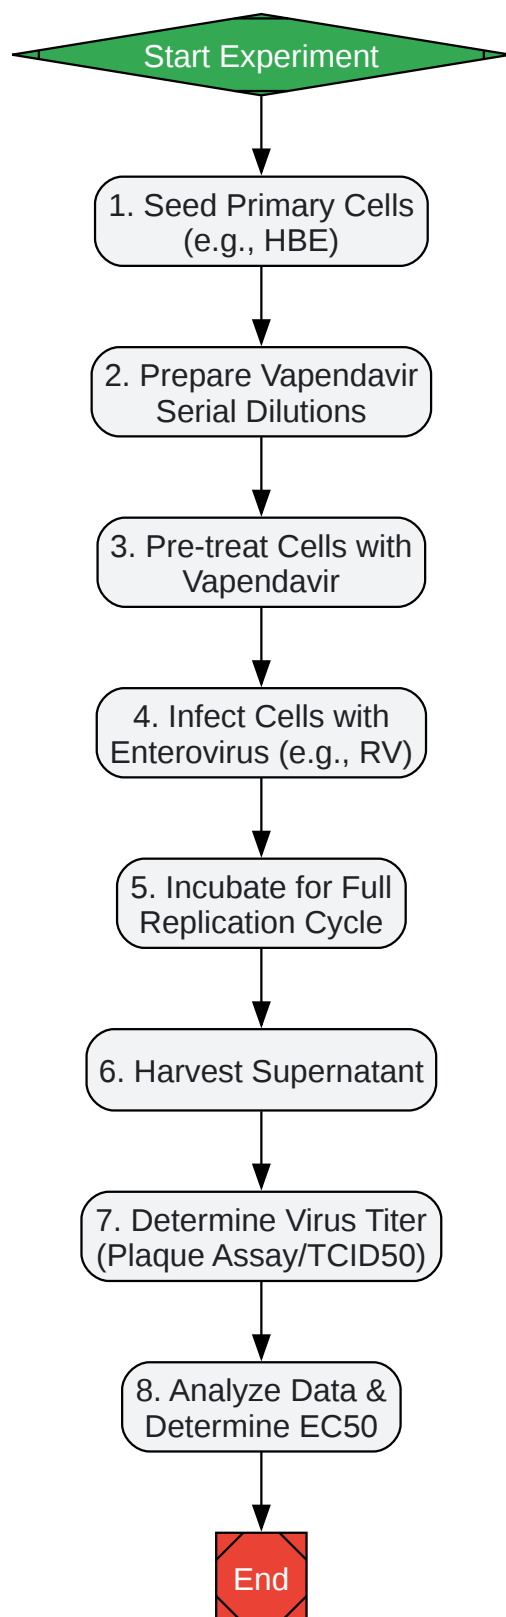 Start Experiment
1. Seed Primary Cells
(e.g., HBE)
2. Prepare Vapendavir
Serial Dilutions
3. Pre-treat Cells with
Vapendavir
4. Infect Cells with
Enterovirus (e.g., RV)
5. Incubate for Full
Replication Cycle
6. Harvest Supernatant
7. Determine Virus Titer
(Plaque Assay/TCID50)
8. Analyze Data &
Determine EC50
End